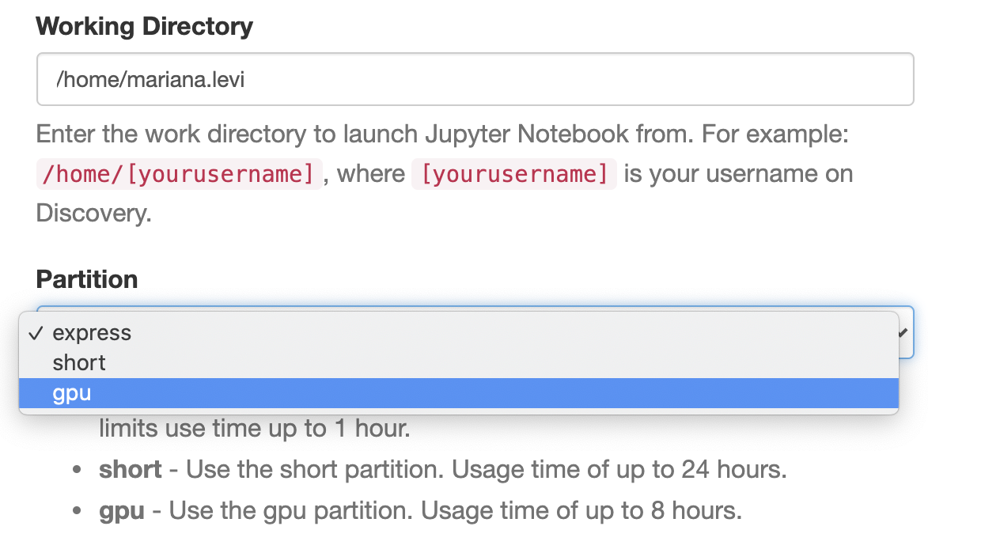 Working Directory
/home/mariana.levi
Enter the work directory to launch Jupyter Notebook from. For example:
/home/[yourusername] , where [yourusername] is your username on
Discovery.
Partition
✓ express
short
gpu
limits use time up to 1 hour.
• short - Use the short partition. Usage time of up to 24 hours.
• gpu - Use the gpu partition. Usage time of up to 8 hours.